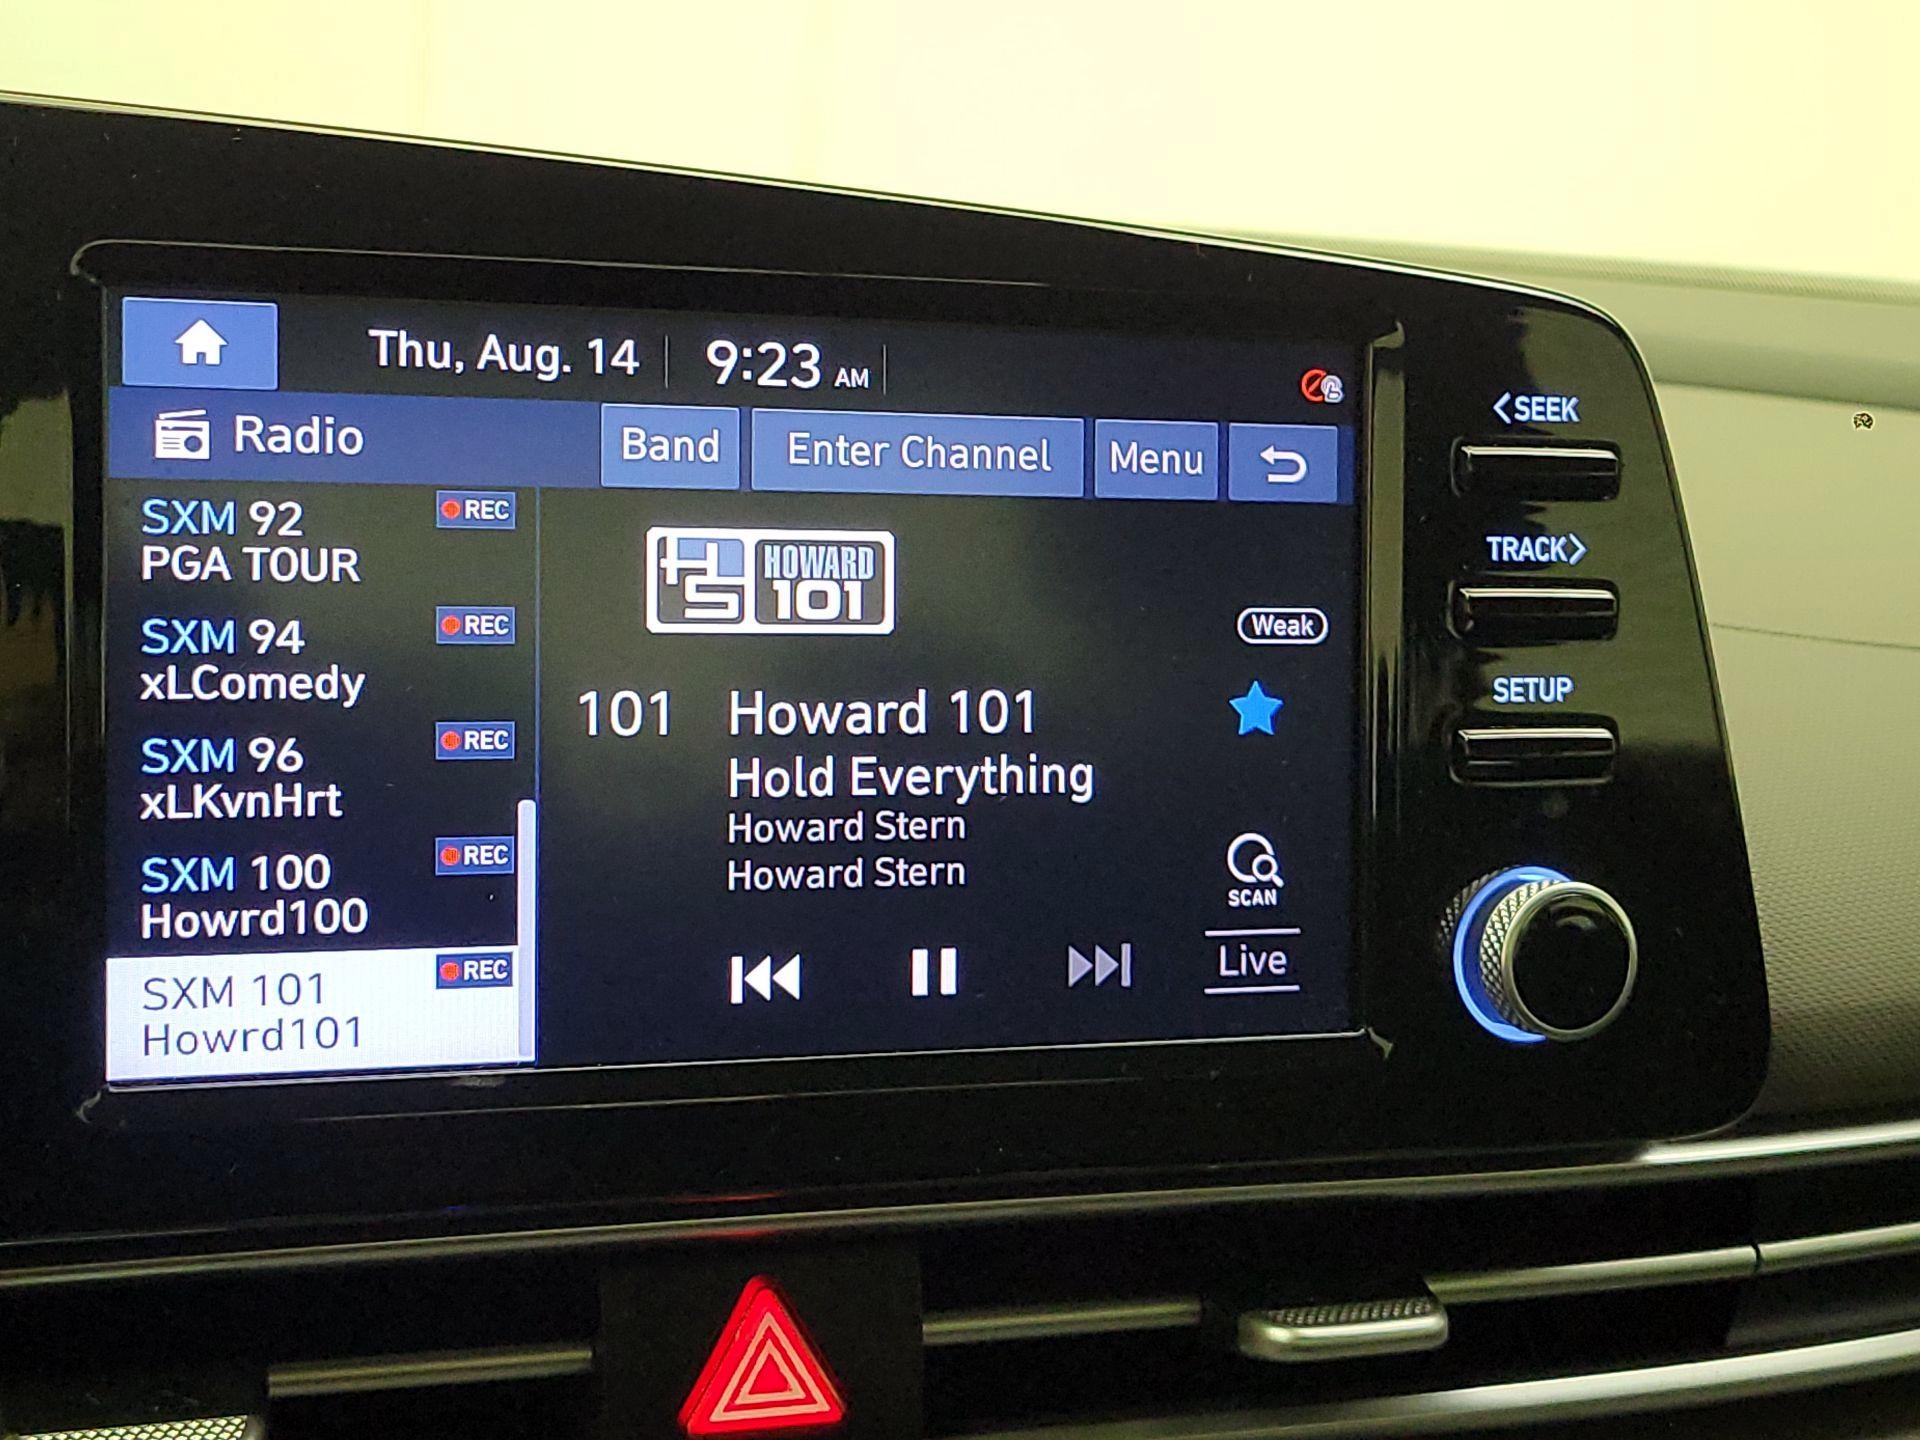 Thu, Aug. 14 9:23 AM
Radio Band Enter Channel Menu
SXM 92 REC
PGA TOUR
SXM 94 REC
xLComedy
SXM 96 REC
xLKvnHrt
SXM 100 REC
Howrd100
SXM 101 REC
Howrd101
HS HOWARD
101
Weak
101 Howard 101
Hold Everything
Howard Stern
Howard Stern
SCAN
Live
<SEEK
TRACK>
SETUP